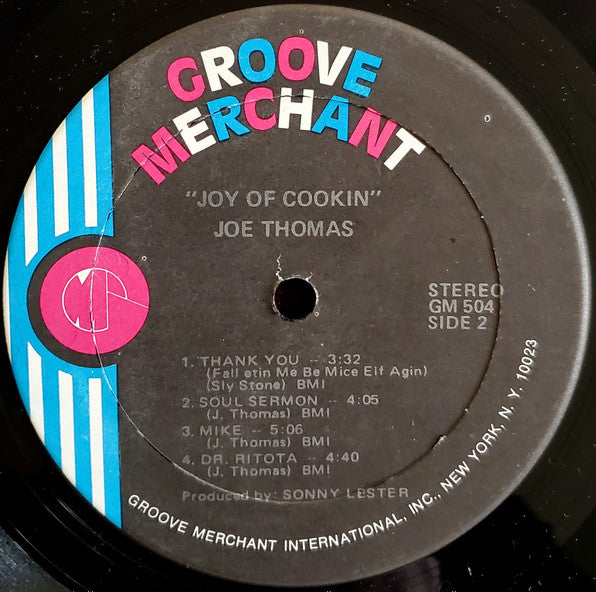 GROOVE
MERCHANT
"JOY OF COOKIN"
JOE THOMAS
STEREO
GM 504
SIDE 2
1. THANK YOU -- 3:32
(Fall etin Me Be Mice Elf Agin)
(Sly Stone) BMI
2. SOUL SERMON -- 4:05
(J. Thomas) BMI
3. MIKE -- 5:06
(J. Thomas) BMI
4. DR. RITOTA -- 4:40
(J. Thomas) BMI
Produced by: SONNY LESTER
GROOVE MERCHANT INTERNATIONAL, INC., NEW YORK, N. Y. 10023